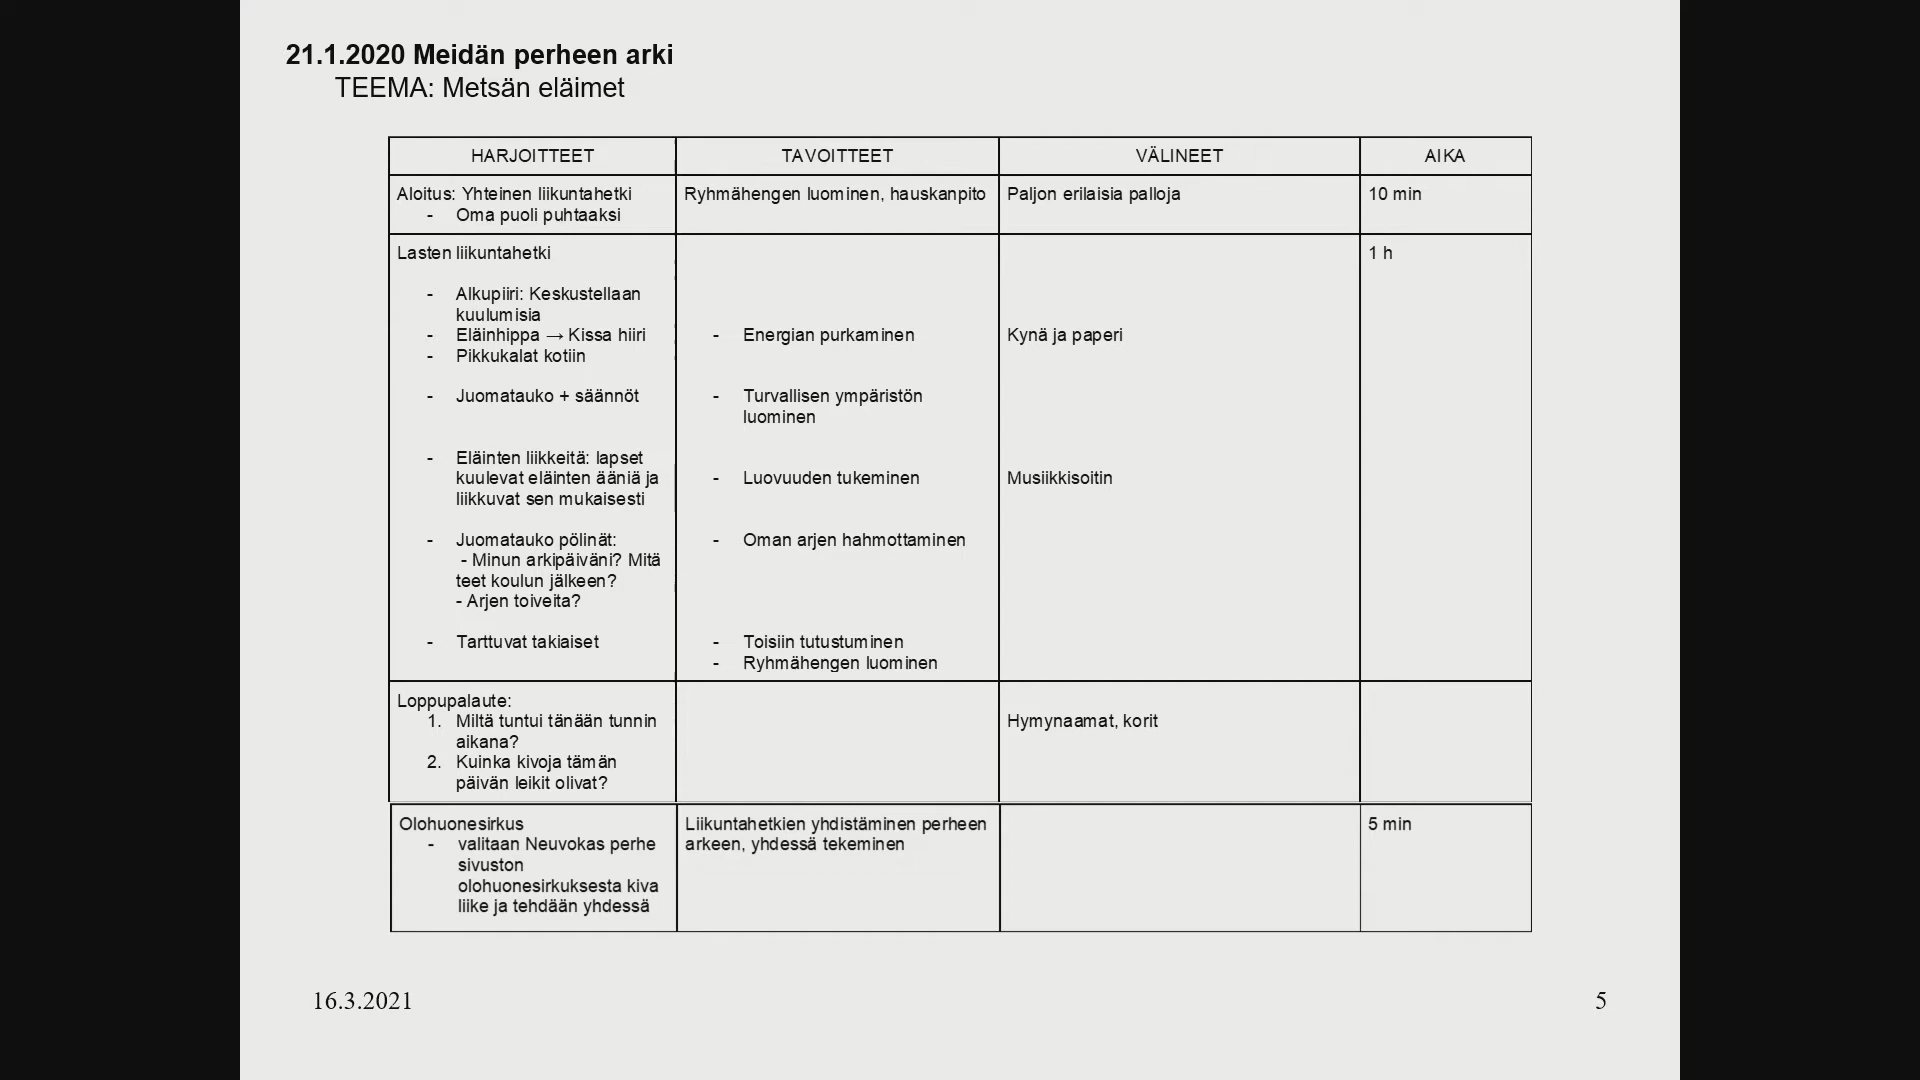 21.1.2020 Meidän perheen arki
TEEMA: Metsän eläimet
HARJOITTEET TAVOITTEET VÄLINEET AIKA
Aloitus: Yhteinen liikuntahetki Ryhmähengen luominen, hauskanpito Paljon erilaisia palloja 10 min
- Oma puoli puhtaaksi
Lasten liikuntahetki 1 h
- Alkupiiri: Keskustellaan
kuulumisia
- Eläinhippa → Kissa hiiri - Energian purkaminen Kynä ja paperi
- Pikkukalat kotiin
- Juomatauko + säännöt - Turvallisen ympäristön
luominen
- Eläinten liikkeitä: lapset
kuulevat eläinten ääniä ja - Luovuuden tukeminen Musiikkisoitin
liikkuvat sen mukaisesti
- Juomatauko pölinät: - Oman arjen hahmottaminen
- Minun arkipäiväni? Mitä
teet koulun jälkeen?
- Arjen toiveita?
- Tarttuvat takiaiset - Toisiin tutustuminen
- Ryhmähengen luominen
Loppupalaute:
1. Miltä tuntui tänään tunnin Hymynaamat, korit
aikana?
2. Kuinka kivoja tämän
päivän leikit olivat?
Olohuonesirkus Liikuntahetkien yhdistäminen perheen 5 min
- valitaan Neuvokas perhe arkeen, yhdessä tekeminen
sivuston
olohuonesirkuksesta kiva
liike ja tehdään yhdessä
16.3.2021 5